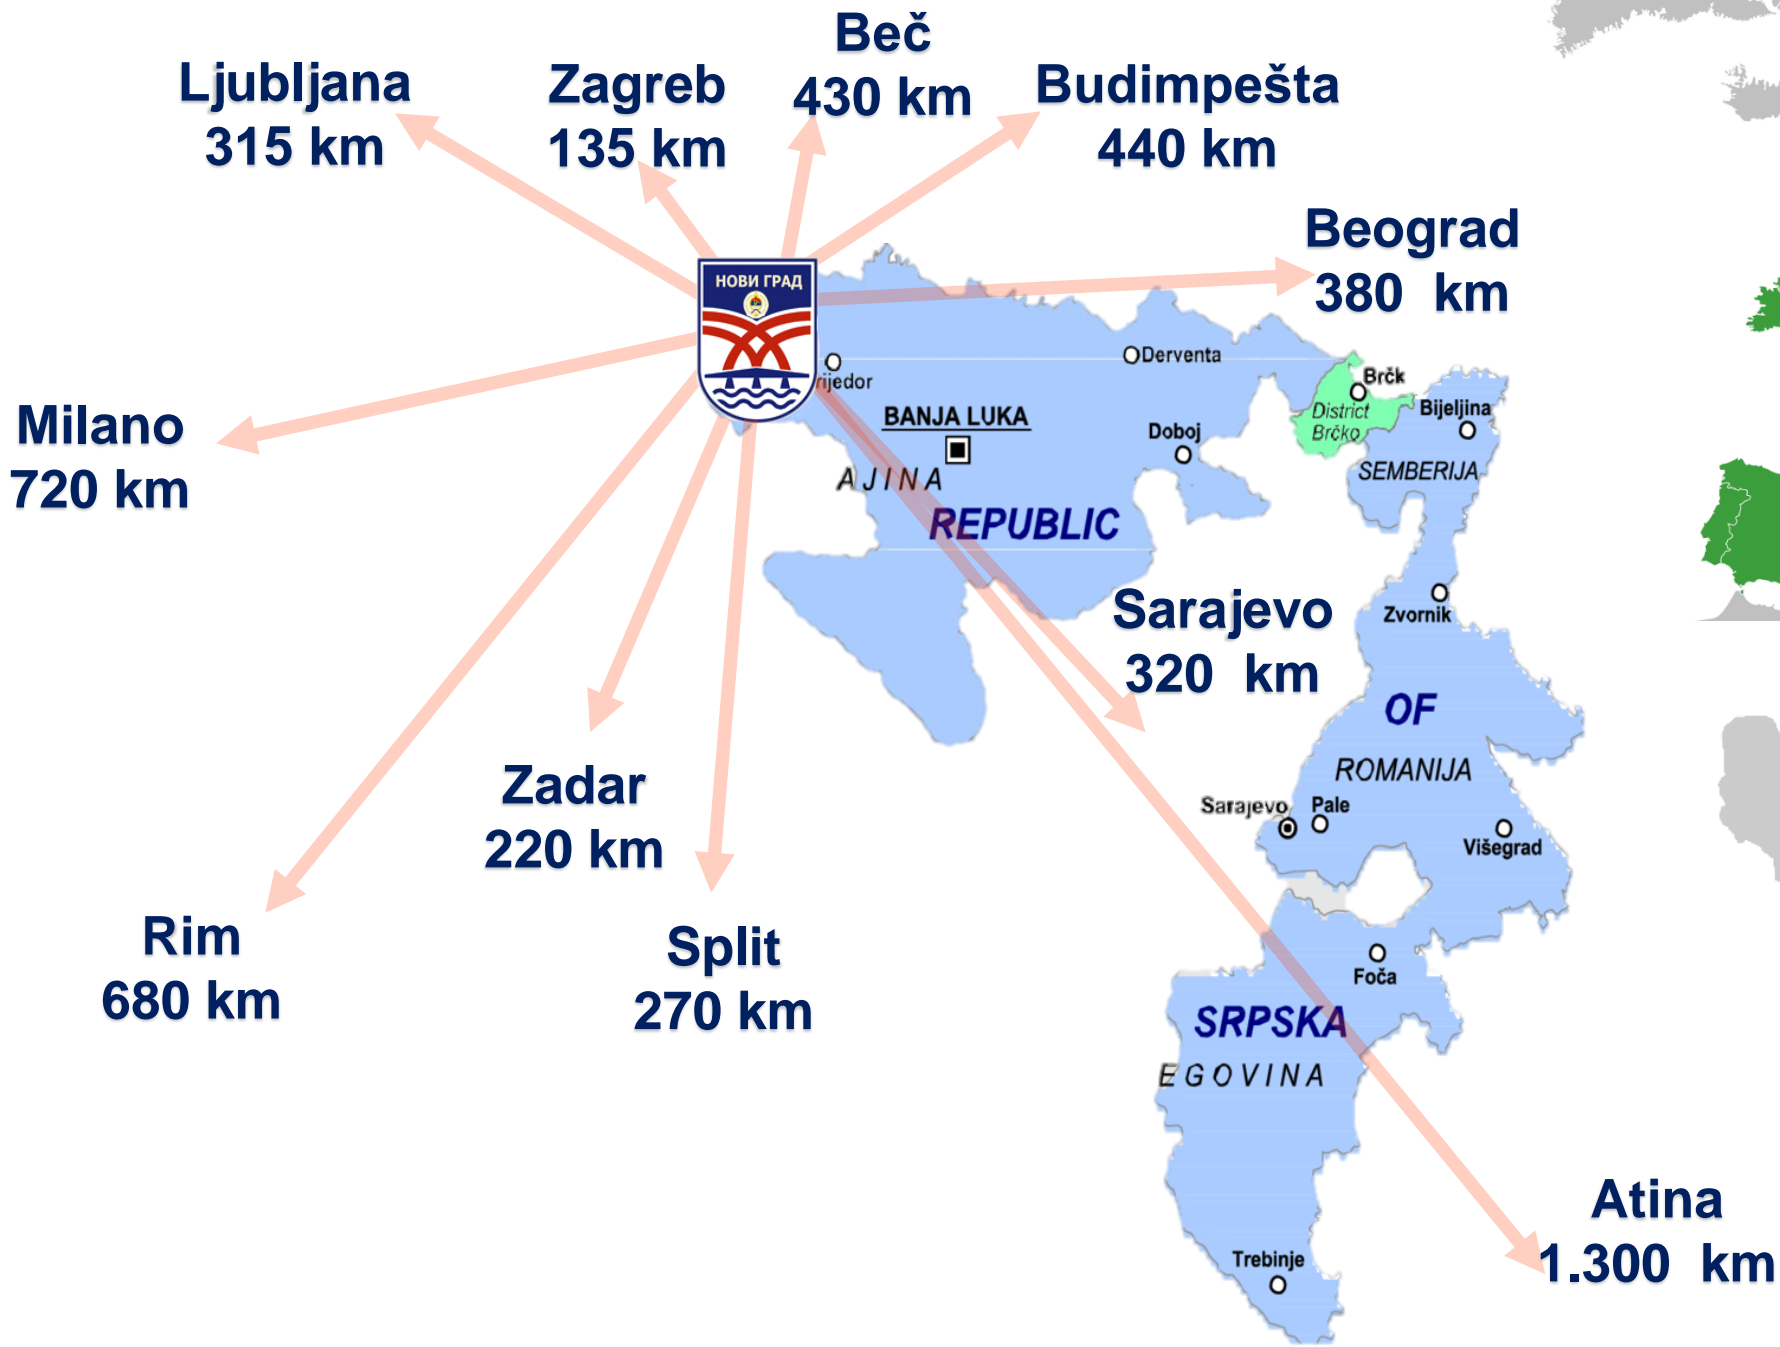 Beč
430 km
Ljubljana
315 km
Zagreb
135 km
Budimpešta
440 km
Beograd
380 km
НОВИ ГРАД
Milano
720 km
rijedor
Derventa
BANJA LUKA
Doboj
Brčk
District
Brčko
Bijeljina
SEMBERIJA
AJINA
REPUBLIC
Zvornik
Sarajevo
320 km
OF
ROMANIJA
Sarajevo
Pale
Višegrad
Zadar
220 km
Rim
680 km
Split
270 km
Foča
SRPSKA
EGOVINA
Trebinje
Atina
1.300 km